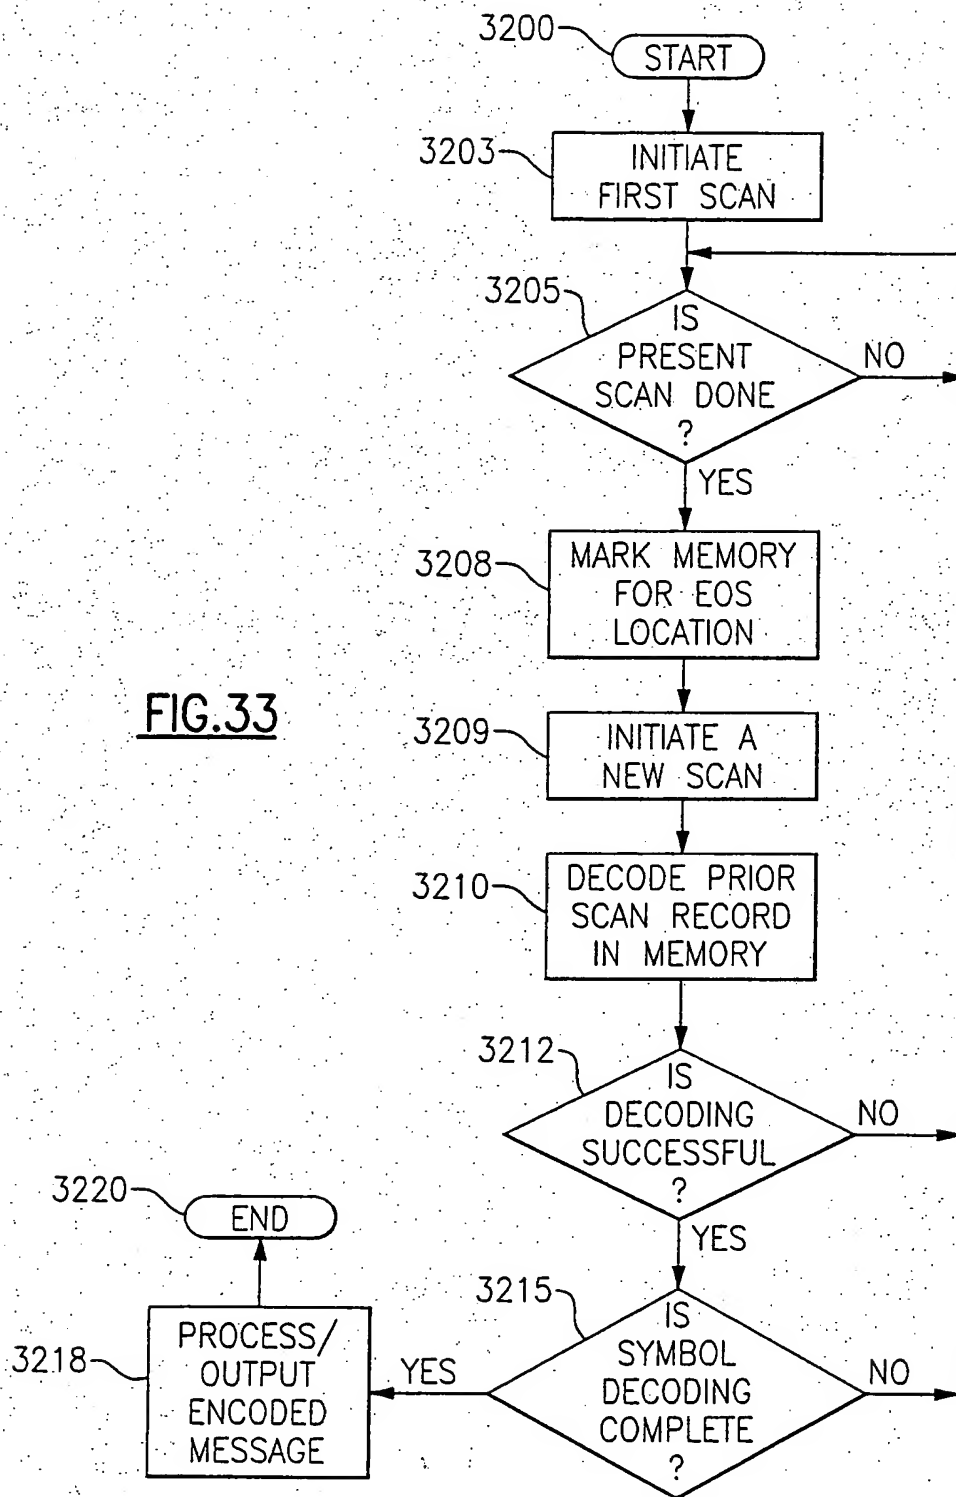 3200
START
3203
INITIATE
FIRST SCAN
3205
IS
PRESENT
SCAN DONE
?
NO
YES
3208
MARK MEMORY
FOR EOS
LOCATION
FIG.33
3209
INITIATE A
NEW SCAN
3210
DECODE PRIOR
SCAN RECORD
IN MEMORY
3212
IS
DECODING
SUCCESSFUL
?
NO
YES
3220
END
3215
IS
SYMBOL
DECODING
COMPLETE
?
NO
YES
3218
PROCESS/
OUTPUT
ENCODED
MESSAGE